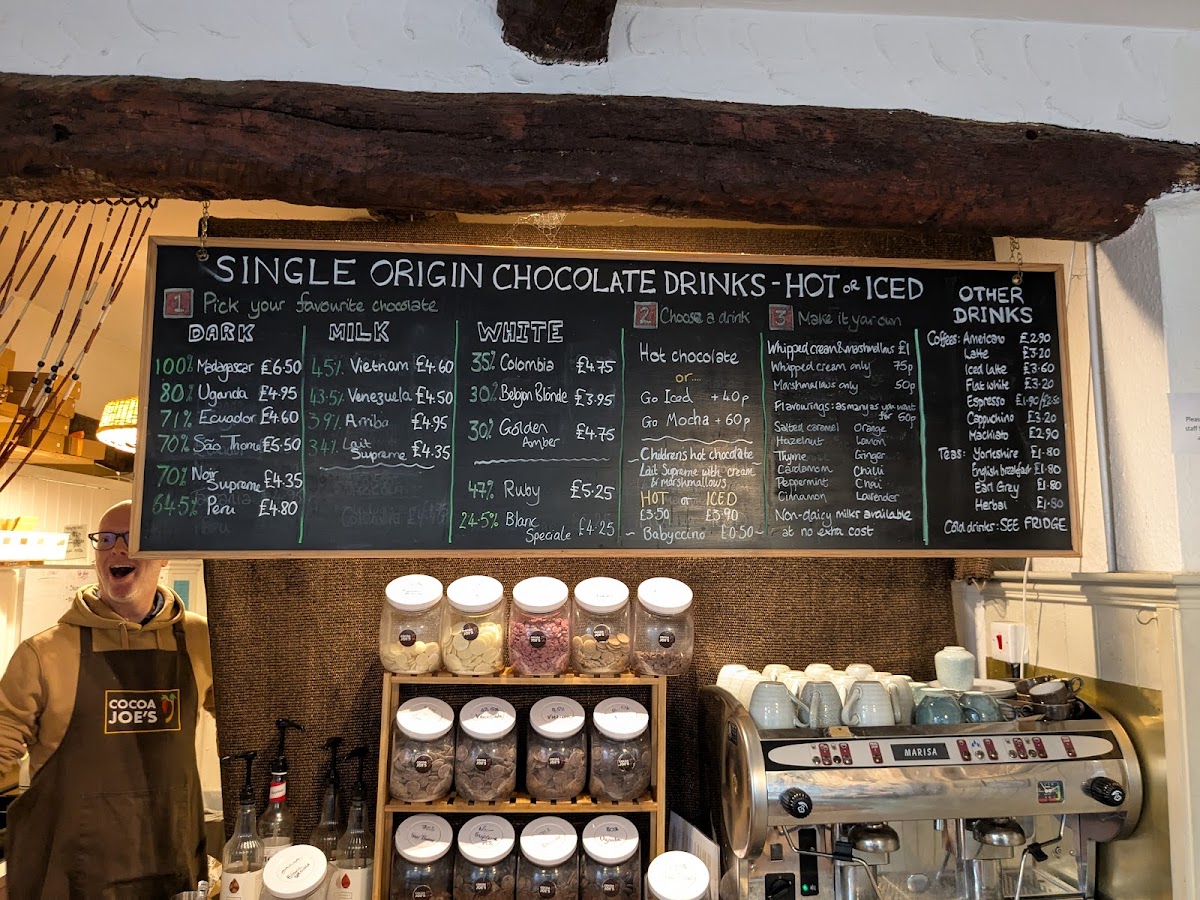 SINGLE ORIGIN CHOCOLATE DRINKS - HOT or ICED
1 Pick your favourite chocolate
DARK
100% Madagascar £6.50
80% Uganda £4.95
71% Ecuador £4.60
70% São Thomé £5.50
70% Noir Supreme £4.35
64.5% Peru £4.80
MILK
45% Vietnam £4.60
43.5% Venezuela £4.50
39% Arriba £4.95
34% Lait Supreme £4.35
WHITE
35% Colombia £4.75
30% Belgian Blonde £3.95
30% Golden Amber £4.75
47% Ruby £5.25
24.5% Blanc Speciale £4.25
2 Choose a drink
Hot chocolate
or....
Go Iced +40p
Go Mocha +60p
Childrens hot chocolate
Lait Supreme with cream
& marshmallows
HOT or ICED
£3.50 £3.90
~ Babyccino £0.50 ~
3 Make it your own
Whipped cream & marshmallows £1
Whipped cream only 75p
Marshmallows only 50p
Flavourings: as many as you want
for 50p
Salted caramel Orange
Hazelnut Lemon
Thyme Ginger
Cardamom Chilli
Peppermint Chai
Cinnamon Lavender
Non-dairy milks available
at no extra cost
OTHER
DRINKS
Coffees: Americano £2.90
Latte £3.20
Iced latte £3.60
Flat white £3.20
Espresso £1.90/£2.50
Cappuchino £3.20
Machiato £2.90
Teas: Yorkshire £1.80
English breakfast £1.80
Earl Grey £1.80
Herbal £1.80
Cold drinks: SEE FRIDGE
COCOA
JOE'S
MARISA